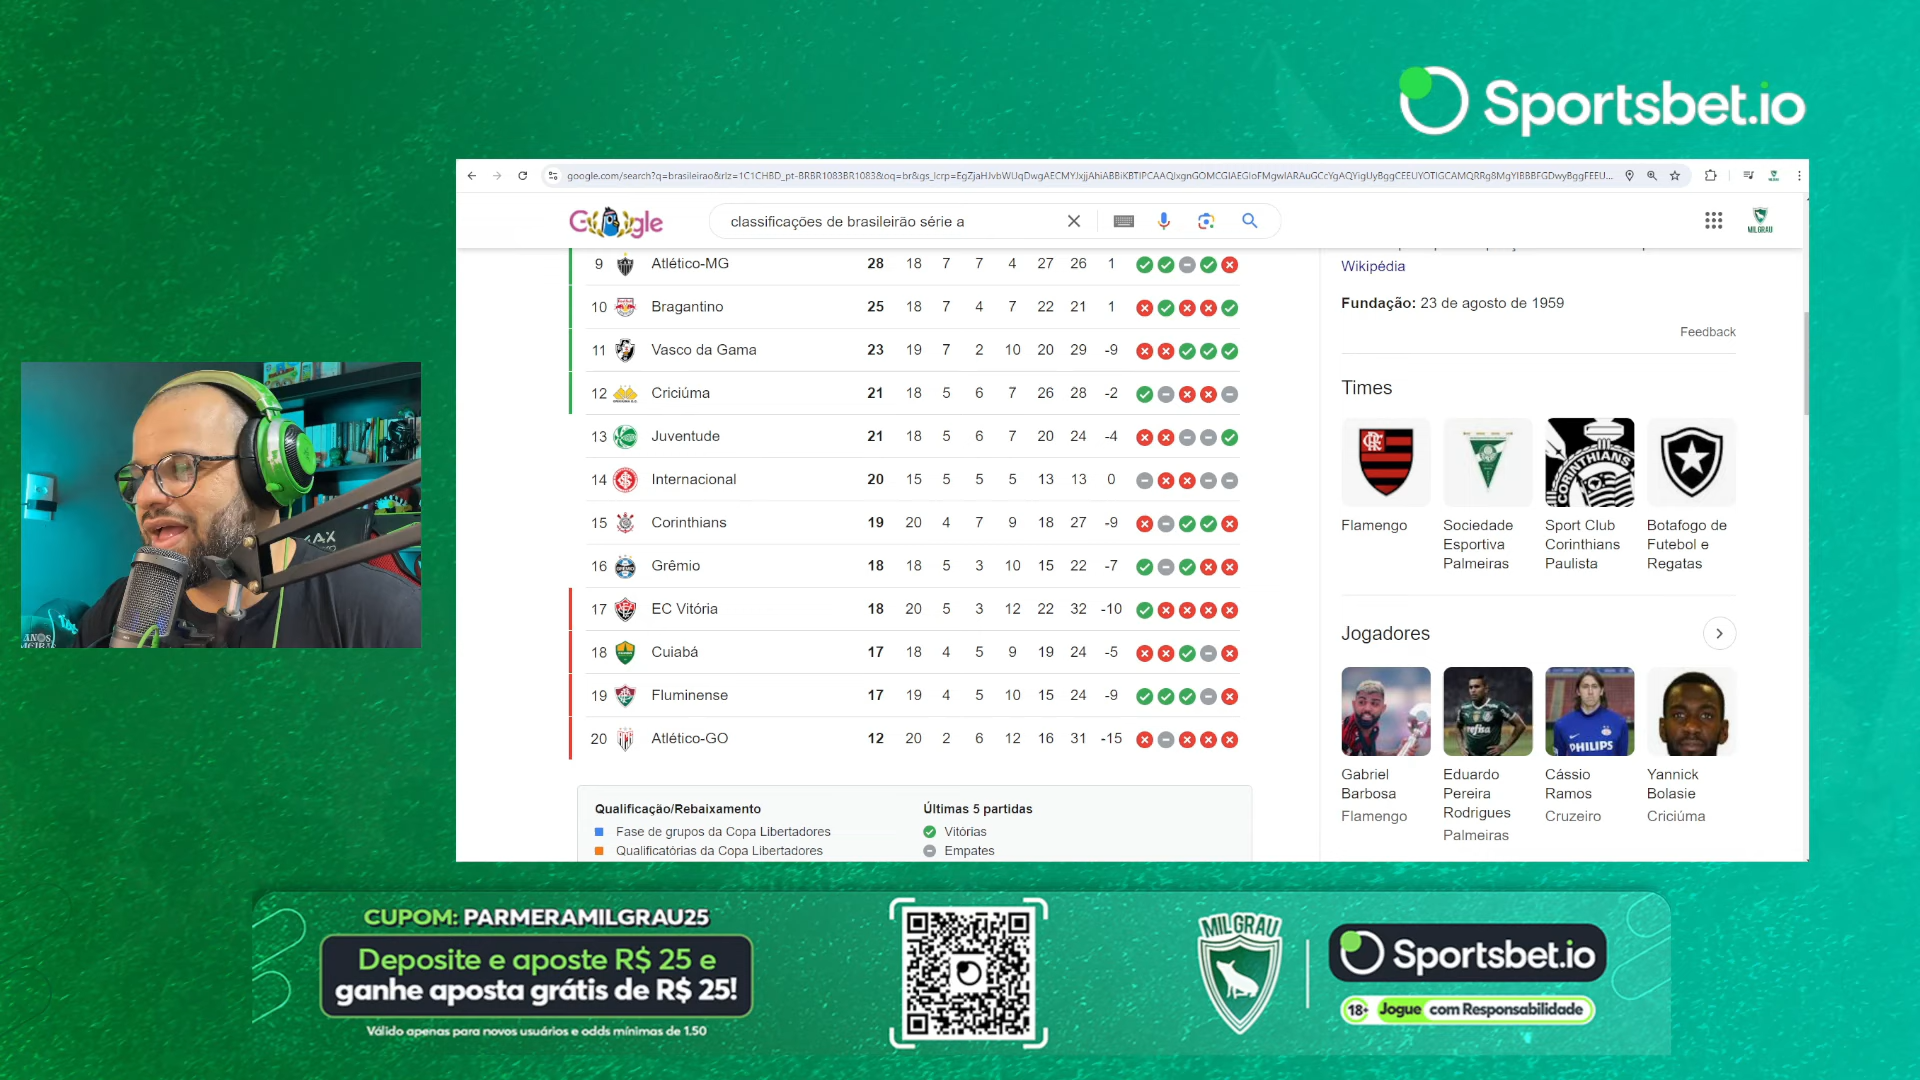 Sportsbet.io
google.com/search?q=brasileirao&rlz=1C1CHBD_pt-BRBR1083BR1083&oq=br&gs_lcrp=
Google
classificações de brasileirão série a
MILGRAU
9 Atlético-MG 28 18 7 7 4 27 26 1
10 Bragantino 25 18 7 4 7 22 21 1
11 Vasco da Gama 23 19 7 2 10 20 29 -9
12 Criciúma 21 18 5 6 7 26 28 -2
13 Juventude 21 18 5 6 7 20 24 -4
14 Internacional 20 15 5 5 5 13 13 0
15 Corinthians 19 20 4 7 9 18 27 -9
16 Grêmio 18 18 5 3 10 15 22 -7
17 EC Vitória 18 20 5 3 12 22 32 -10
18 Cuiabá 17 18 4 5 9 19 24 -5
19 Fluminense 17 19 4 5 10 15 24 -9
20 Atlético-GO 12 20 2 6 12 16 31 -15
Qualificação/Rebaixamento
Fase de grupos da Copa Libertadores
Qualificatórias da Copa Libertadores
Últimas 5 partidas
Vitórias
Empates
Wikipédia
Fundação: 23 de agosto de 1959
Feedback
Times
Flamengo
Sociedade
Esportiva
Palmeiras
CORINTHIANS
Sport Club
Corinthians
Paulista
Botafogo de
Futebol e
Regatas
Jogadores
PHILIPS
Gabriel
Barbosa
Flamengo
Eduardo
Pereira
Rodrigues
Palmeiras
Cássio
Ramos
Cruzeiro
Yannick
Bolasie
Criciúma
CUPOM: PARMERAMILGRAU25
Deposite e aposte R$ 25 e
ganhe aposta grátis de R$ 25!
Válido apenas para novos usuários e odds mínimas de 1.50
MIL GRAU
Sportsbet.io
18+ Jogue com Responsabilidade